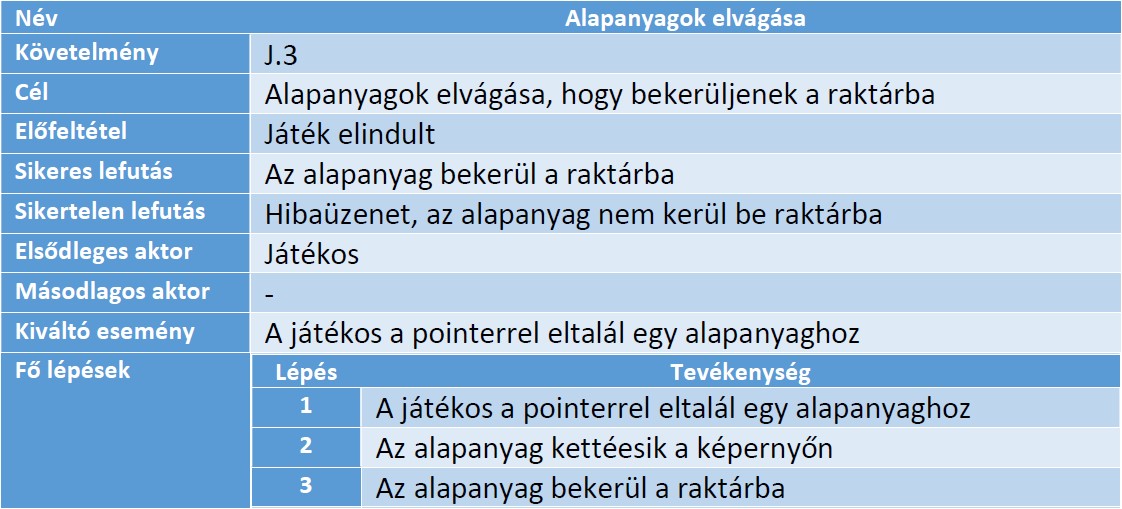 Név Alapanyagok elvágása
Követelmény J.3
Cél Alapanyagok elvágása, hogy bekerüljenek a raktárba
Előfeltétel Játék elindult
Sikeres lefutás Az alapanyag bekerül a raktárba
Sikertelen lefutás Hibaüzenet, az alapanyag nem kerül be raktárba
Elsődleges aktor Játékos
Másodlagos aktor -
Kiváltó esemény A játékos a pointerrel eltalál egy alapanyaghoz
Fő lépések Lépés Tevékenység
1 A játékos a pointerrel eltalál egy alapanyaghoz
2 Az alapanyag kettéesik a képernyőn
3 Az alapanyag bekerül a raktárba